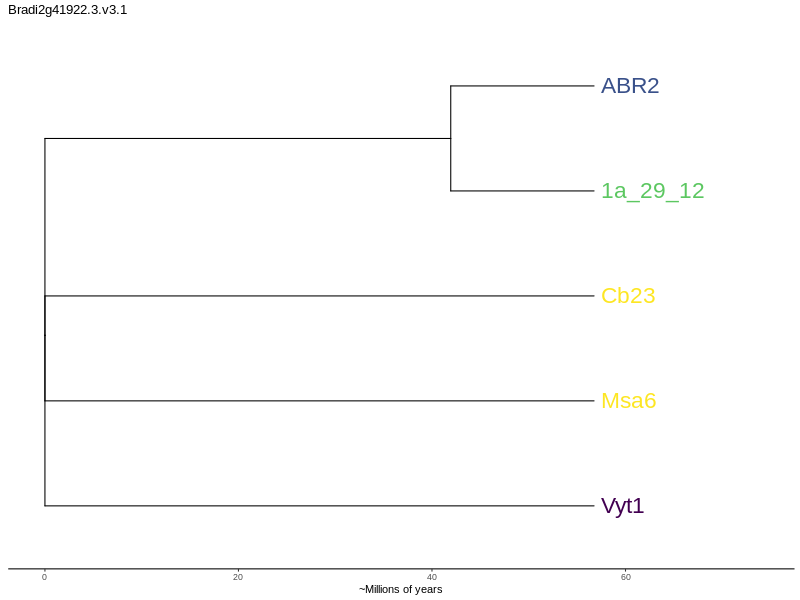 Bradi2g41922.3.v3.1
ABR2
1a_29_12
Cb23
Msa6
Vyt1
0 20 40 60
~Millions of years